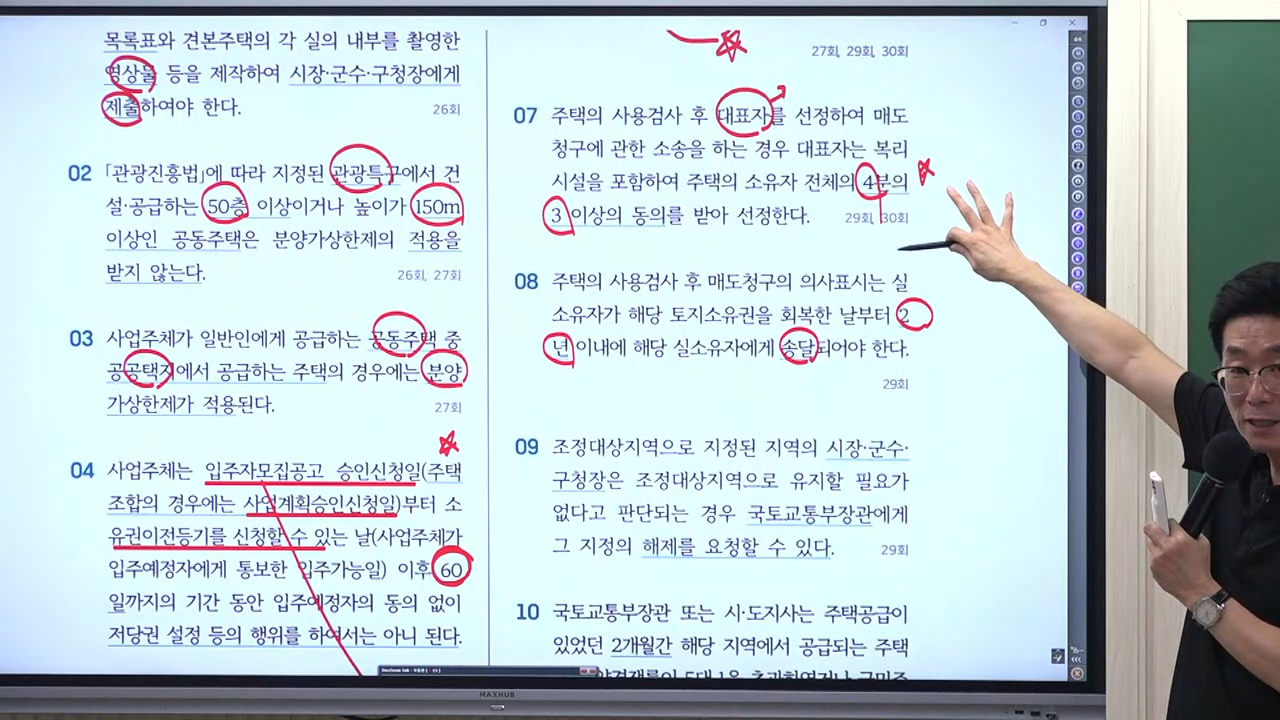 목록표와 견본주택의 각 실의 내부를 촬영한
영상물 등을 제작하여 시장·군수·구청장에게
제출하여야 한다. 26회
02 「관광진흥법」에 따라 지정된 관광특구에서 건
설·공급하는 50층 이상이거나 높이가 150m
이상인 공동주택은 분양가상한제의 적용을
받지 않는다. 26회, 27회
03 사업주체가 일반인에게 공급하는 공동주택 중
공공택지에서 공급하는 주택의 경우에는 분양
가상한제가 적용된다. 27회
04 사업주체는 입주자모집공고 승인신청일(주택
조합의 경우에는 사업계획승인신청일)부터 소
유권이전등기를 신청할 수 있는 날(사업주체가
입주예정자에게 통보한 입주가능일) 이후 60
일까지의 기간 동안 입주예정자의 동의 없이
저당권 설정 등의 행위를 하여서는 아니 된다.
27회, 29회, 30회
07 주택의 사용검사 후 대표자를 선정하여 매도
청구에 관한 소송을 하는 경우 대표자는 복리
시설을 포함하여 주택의 소유자 전체의 4분의
3 이상의 동의를 받아 선정한다. 29회, 30회
08 주택의 사용검사 후 매도청구의 의사표시는 실
소유자가 해당 토지소유권을 회복한 날부터 2
년 이내에 해당 실소유자에게 송달되어야 한다.
29회
09 조정대상지역으로 지정된 지역의 시장·군수·
구청장은 조정대상지역으로 유지할 필요가
없다고 판단되는 경우 국토교통부장관에게
그 지정의 해제를 요청할 수 있다. 29회
10 국토교통부장관 또는 시·도지사는 주택공급이
있었던 2개월간 해당 지역에서 공급되는 주택
MAXHUB